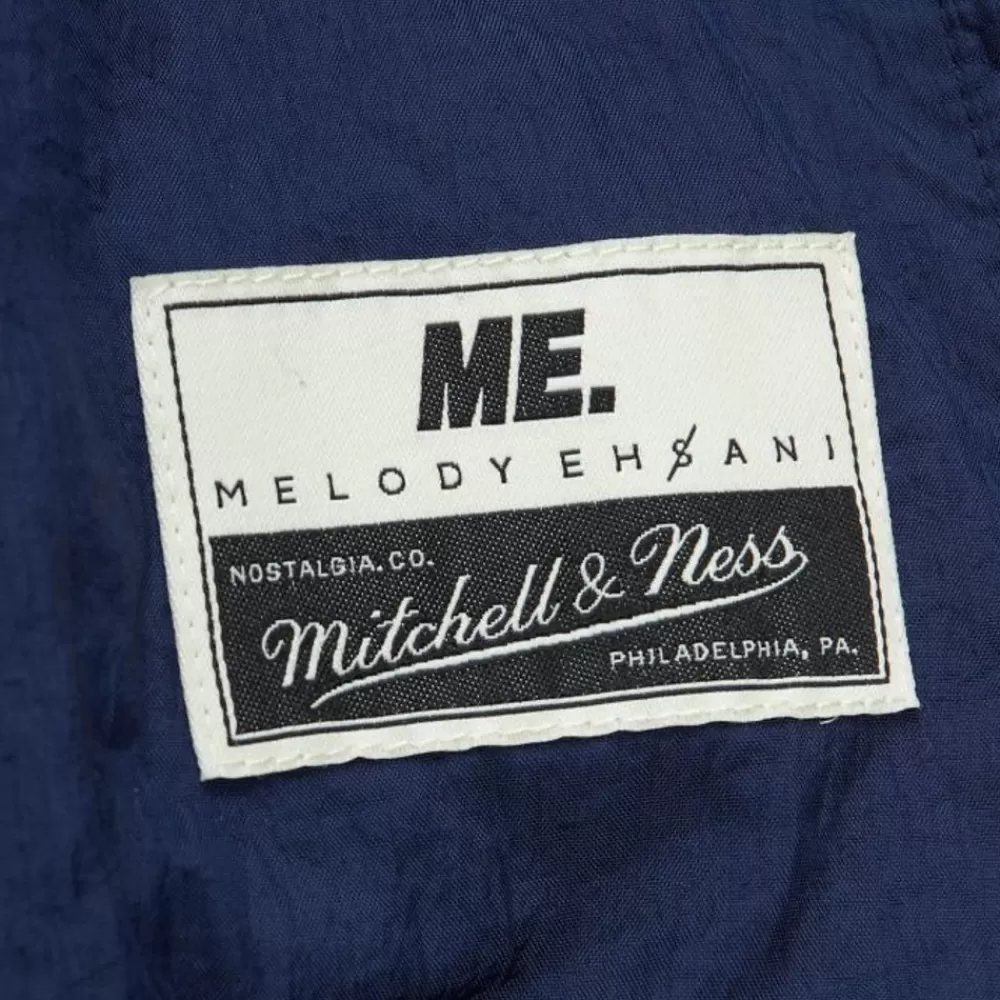 ME.
MELODY EHSANI
NOSTALGIA.CO.
Mitchell & Ness
PHILADELPHIA, PA.